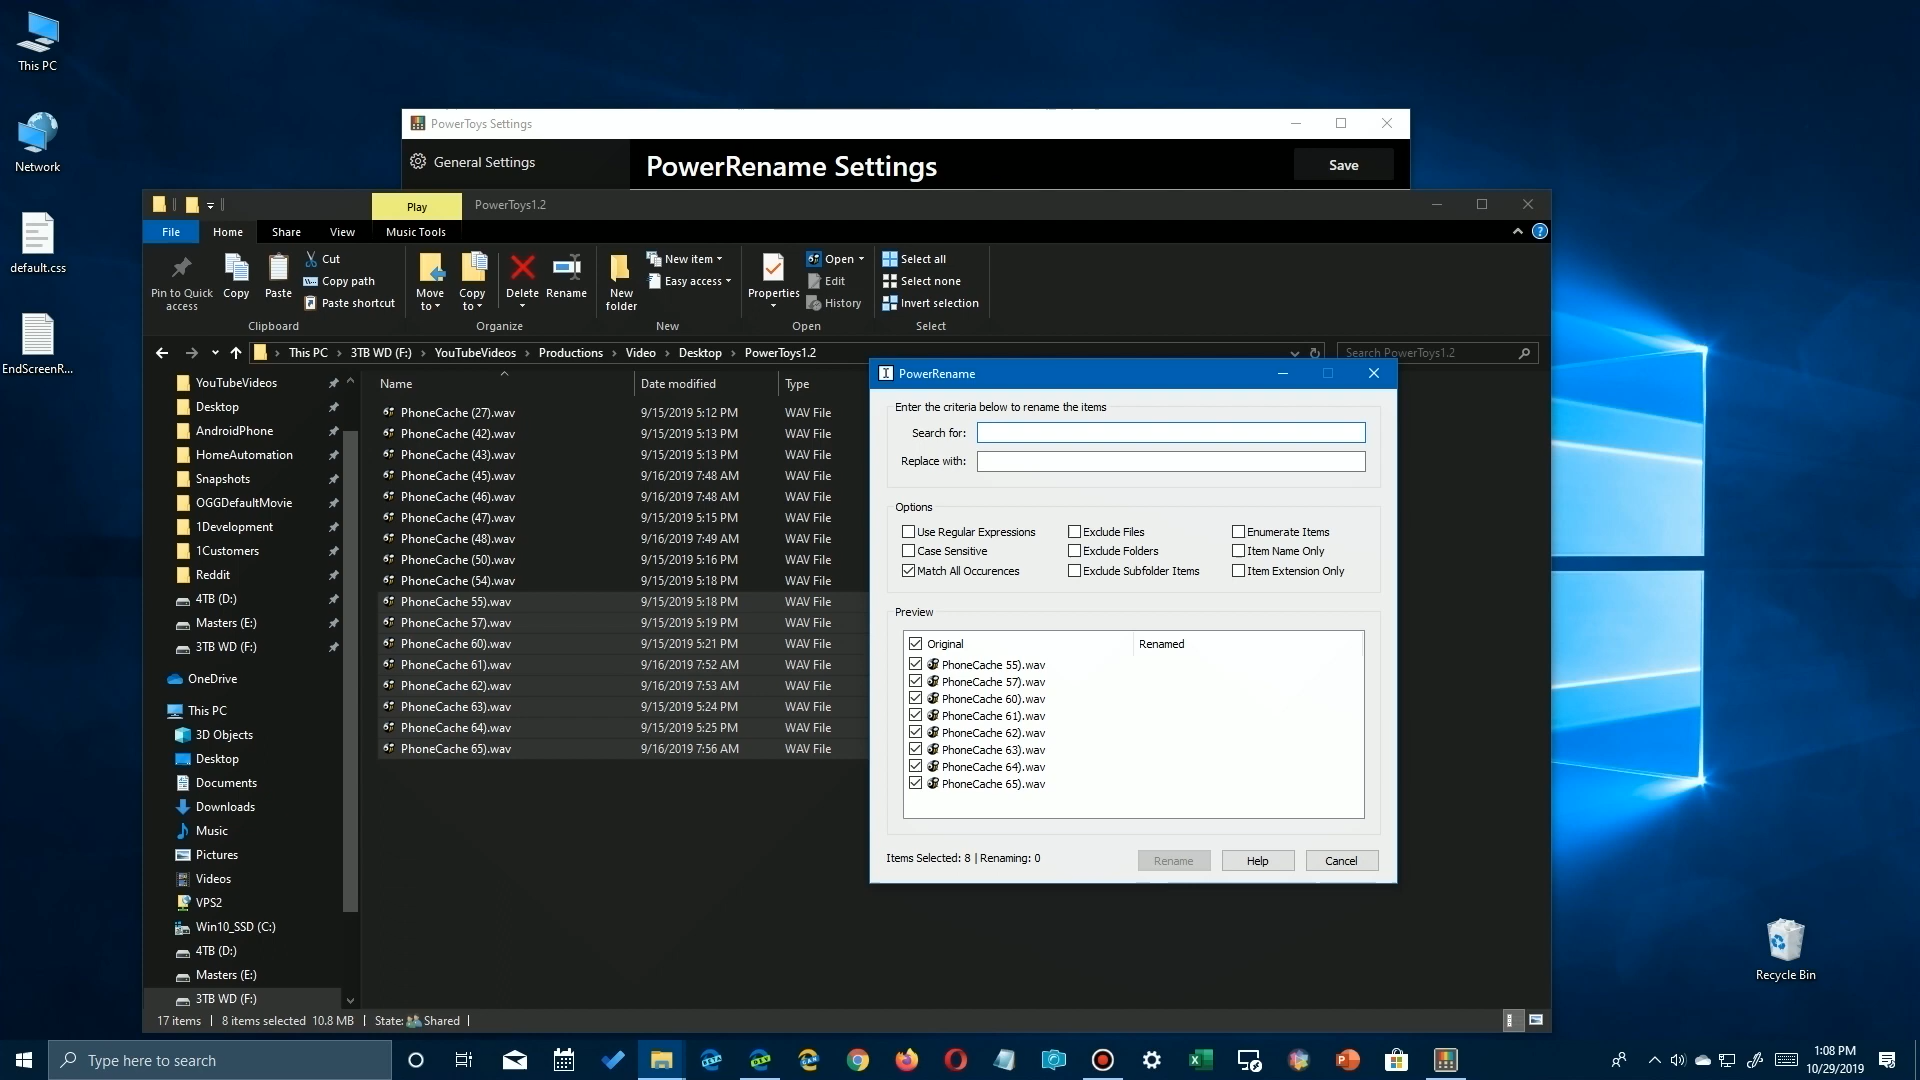 This PC
Network
default.css
EndScreenR...
Recycle Bin
PowerToys Settings
General Settings
PowerRename Settings
Save
Play
PowerToys1.2
File
Home
Share
View
Music Tools
Pin to Quick access
Copy
Paste
Cut
Copy path
Paste shortcut
Clipboard
Move to
Copy to
Delete
Rename
Organize
New folder
New item
Easy access
New
Properties
Open
Edit
History
Open
Select all
Select none
Invert selection
Select
This PC > 3TB WD (F:) > YouTubeVideos > Productions > Video > Desktop > PowerToys1.2
Search PowerToys1.2
YouTubeVideos
Desktop
AndroidPhone
HomeAutomation
Snapshots
OGGDefaultMovie
1Development
1Customers
Reddit
4TB (D:)
Masters (E:)
3TB WD (F:)
OneDrive
This PC
3D Objects
Desktop
Documents
Downloads
Music
Pictures
Videos
VPS2
Win10_SSD (C:)
4TB (D:)
Masters (E:)
3TB WD (F:)
Name Date modified Type
PhoneCache (27).wav 9/15/2019 5:12 PM WAV File
PhoneCache (42).wav 9/15/2019 5:13 PM WAV File
PhoneCache (43).wav 9/15/2019 5:13 PM WAV File
PhoneCache (45).wav 9/16/2019 7:48 AM WAV File
PhoneCache (46).wav 9/16/2019 7:48 AM WAV File
PhoneCache (47).wav 9/15/2019 5:15 PM WAV File
PhoneCache (48).wav 9/16/2019 7:49 AM WAV File
PhoneCache (50).wav 9/15/2019 5:16 PM WAV File
PhoneCache (54).wav 9/15/2019 5:18 PM WAV File
PhoneCache 55).wav 9/15/2019 5:18 PM WAV File
PhoneCache 57).wav 9/15/2019 5:19 PM WAV File
PhoneCache 60).wav 9/15/2019 5:21 PM WAV File
PhoneCache 61).wav 9/16/2019 7:52 AM WAV File
PhoneCache 62).wav 9/16/2019 7:53 AM WAV File
PhoneCache 63).wav 9/15/2019 5:24 PM WAV File
PhoneCache 64).wav 9/15/2019 5:25 PM WAV File
PhoneCache 65).wav 9/16/2019 7:56 AM WAV File
17 items | 8 items selected 10.8 MB | State: Shared |
PowerRename
Enter the criteria below to rename the items
Search for:
Replace with:
Options
Use Regular Expressions
Exclude Files
Enumerate Items
Case Sensitive
Exclude Folders
Item Name Only
Match All Occurences
Exclude Subfolder Items
Item Extension Only
Preview
Original Renamed
PhoneCache 55).wav
PhoneCache 57).wav
PhoneCache 60).wav
PhoneCache 61).wav
PhoneCache 62).wav
PhoneCache 63).wav
PhoneCache 64).wav
PhoneCache 65).wav
Items Selected: 8 | Renaming: 0
Rename
Help
Cancel
Type here to search
BETA
DEV
CAN
1:08 PM
10/29/2019